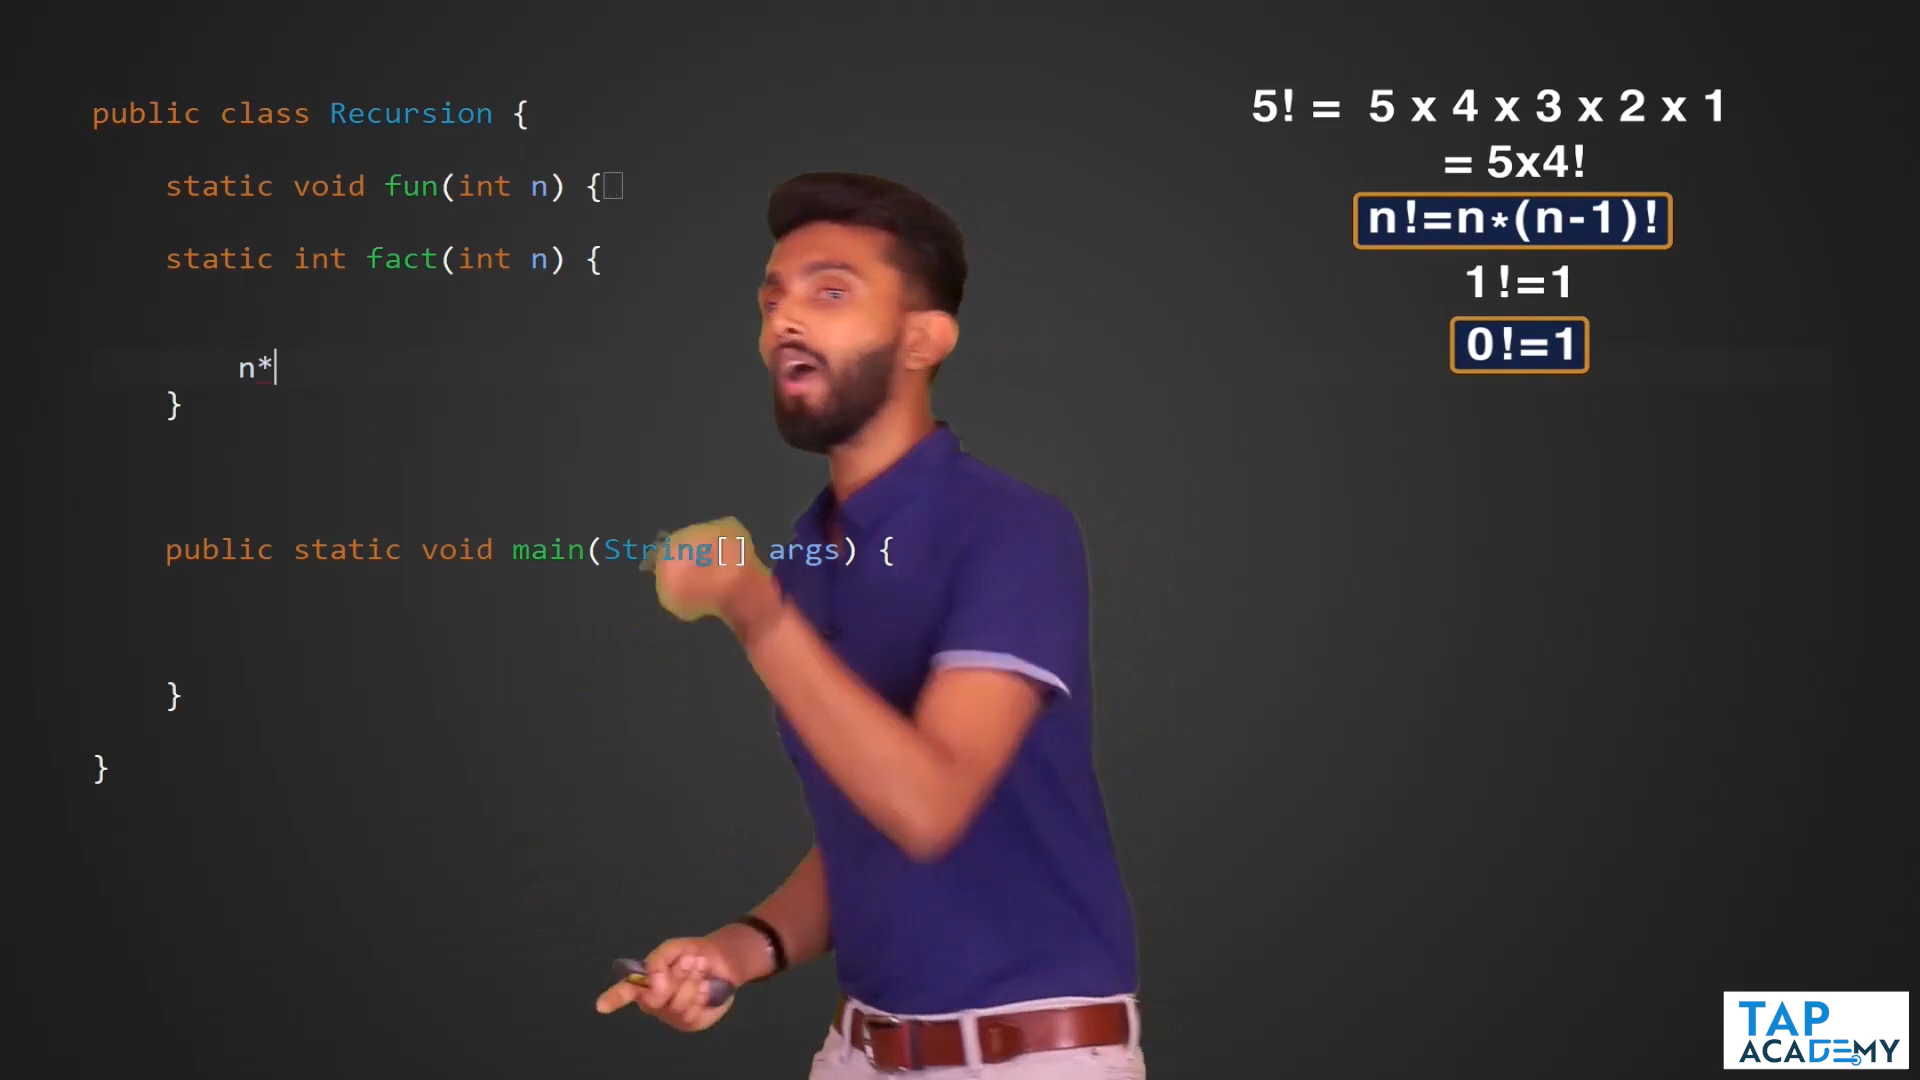 public class Recursion {
static void fun(int n) {
static int fact(int n) {
n*
}
public static void main(String[] args) {
}
}
5! = 5 x 4 x 3 x 2 x 1
= 5x4!
n!=n*(n-1)!
1!=1
0!=1
TAP
ACADEMY